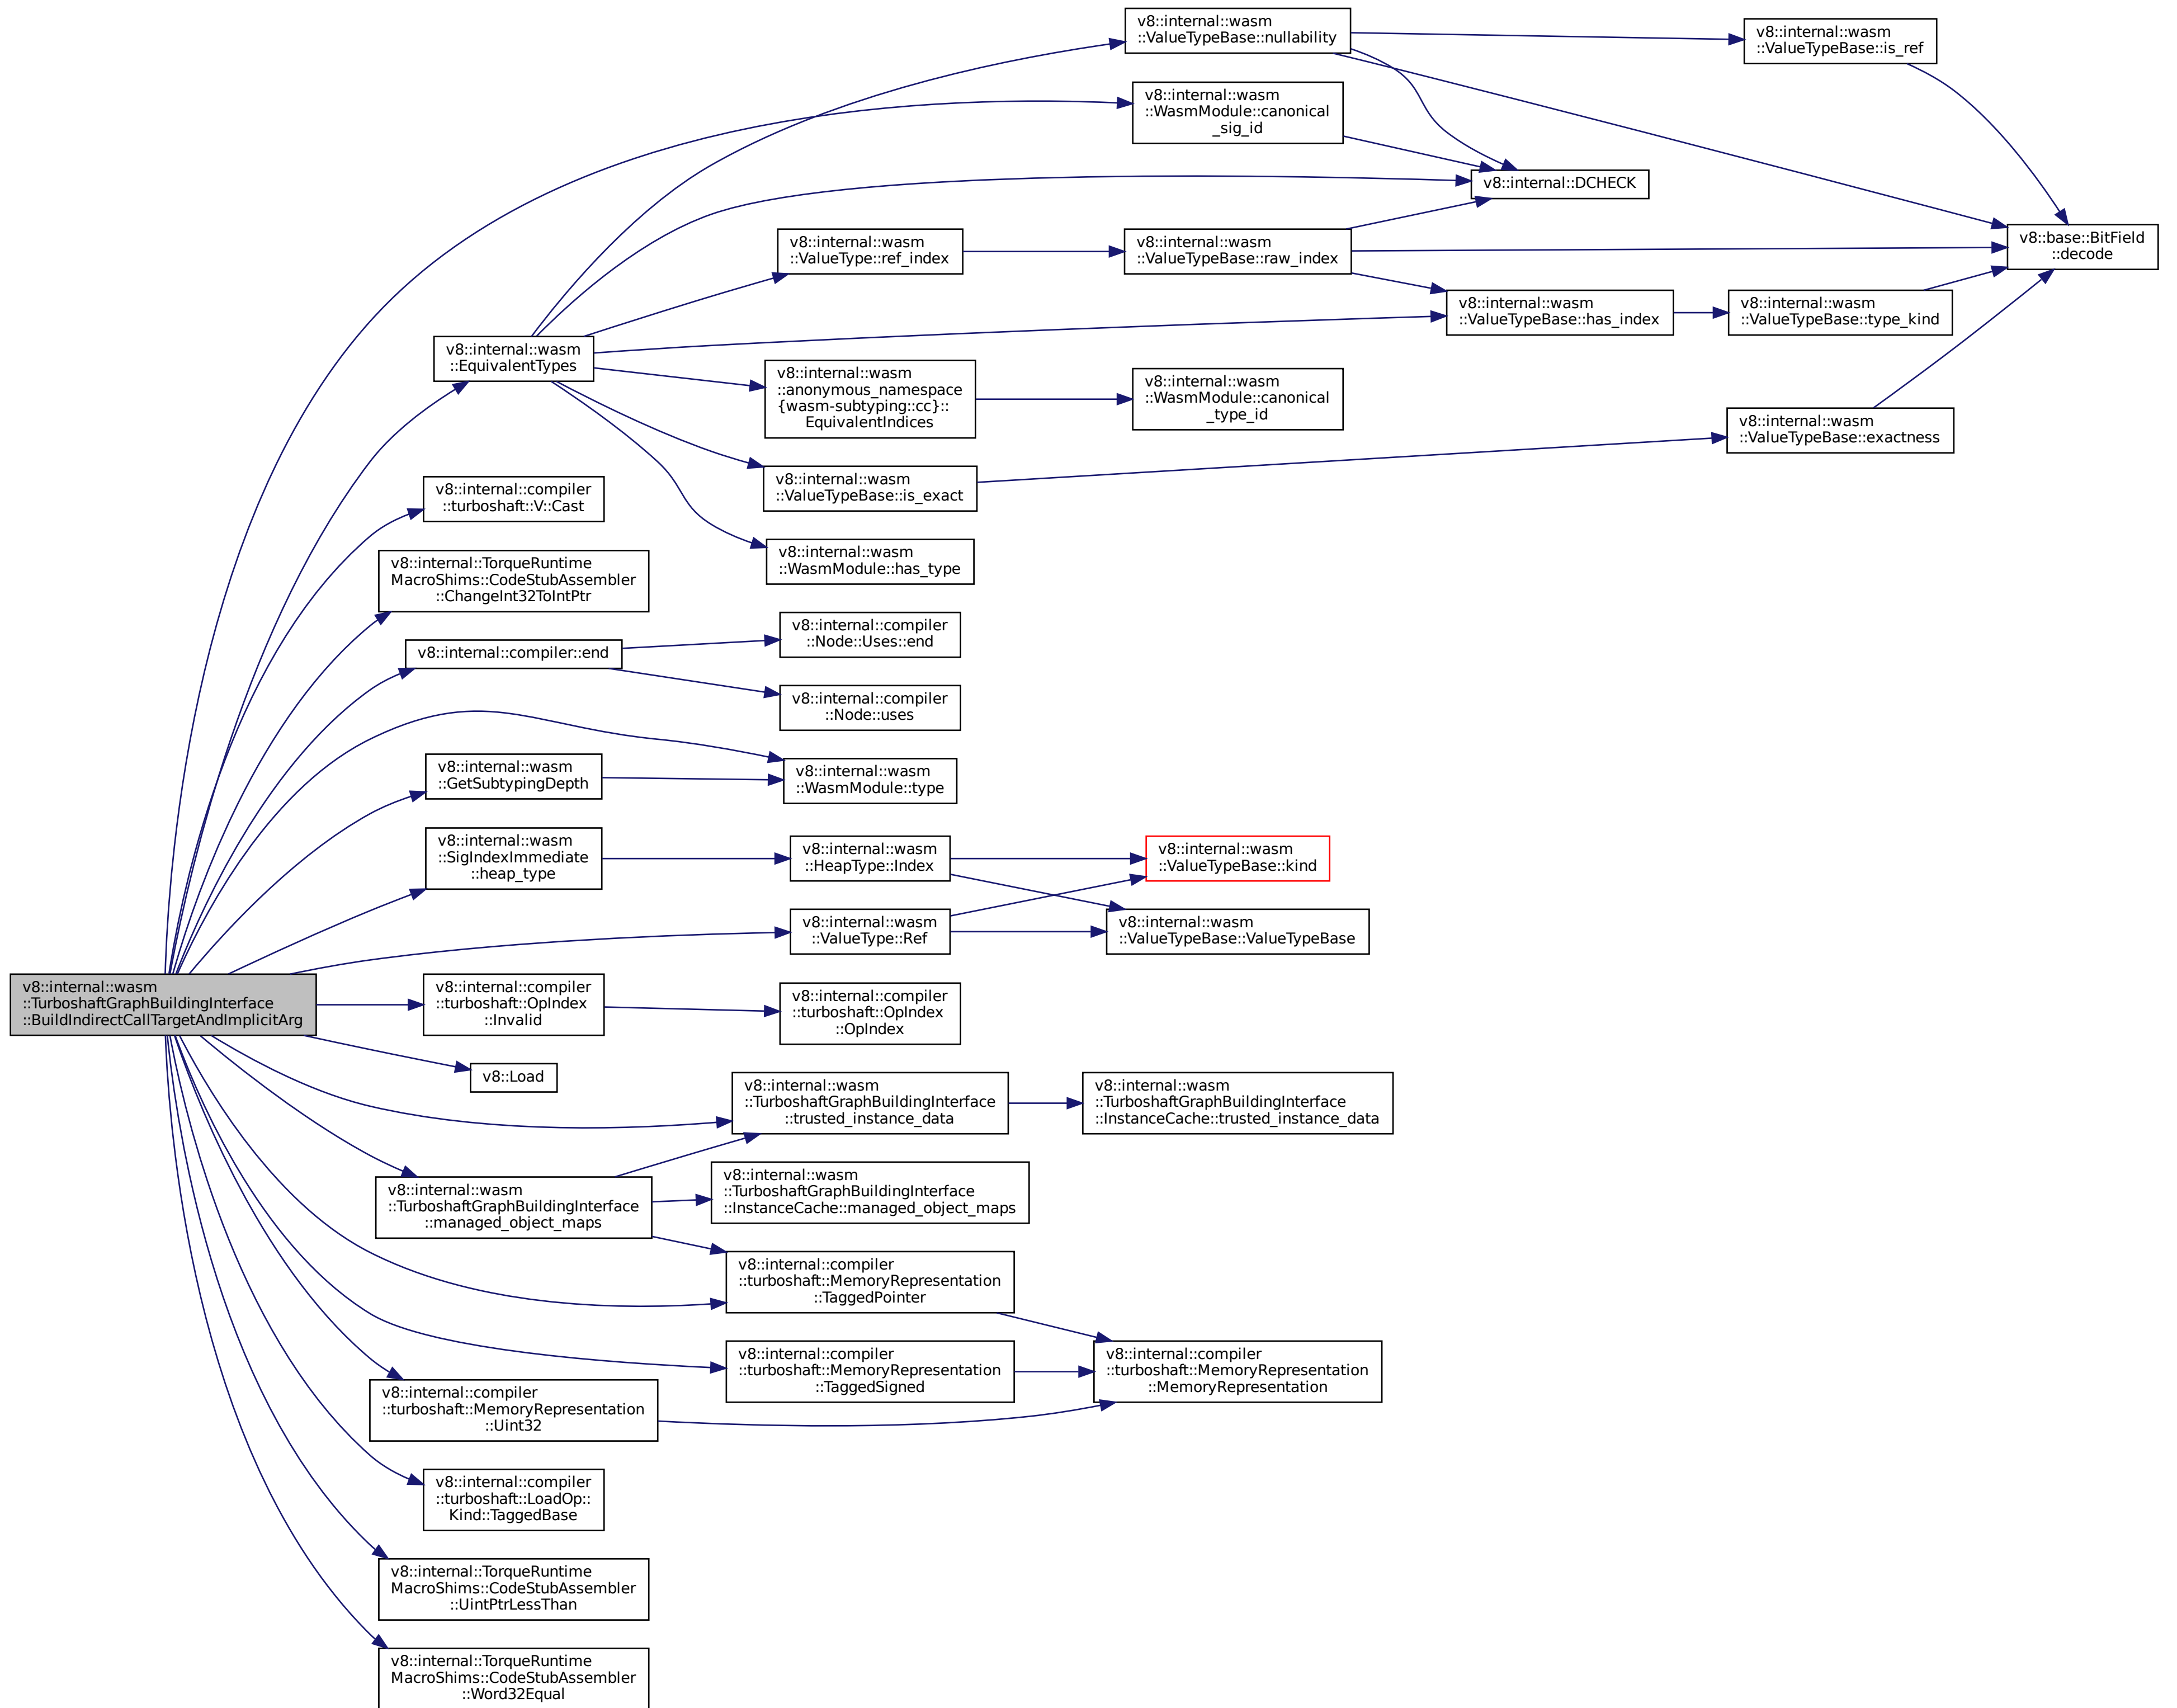 v8::internal::wasm
::ValueTypeBase::nullability
v8::internal::wasm
::ValueTypeBase::is_ref
v8::internal::wasm
::WasmModule::canonical
_sig_id
v8::internal::DCHECK
v8::base::BitField
::decode
v8::internal::wasm
::ValueType::ref_index
v8::internal::wasm
::ValueTypeBase::raw_index
v8::internal::wasm
::ValueTypeBase::has_index
v8::internal::wasm
::ValueTypeBase::type_kind
v8::internal::wasm
::EquivalentTypes
v8::internal::wasm
::anonymous_namespace
{wasm-subtyping::cc}::
EquivalentIndices
v8::internal::wasm
::WasmModule::canonical
_type_id
v8::internal::wasm
::ValueTypeBase::exactness
v8::internal::wasm
::ValueTypeBase::is_exact
v8::internal::compiler
::turboshaft::V::Cast
v8::internal::wasm
::WasmModule::has_type
v8::internal::TorqueRuntime
MacroShims::CodeStubAssembler
::ChangeInt32ToIntPtr
v8::internal::compiler
::Node::Uses::end
v8::internal::compiler::end
v8::internal::compiler
::Node::uses
v8::internal::wasm
::GetSubtypingDepth
v8::internal::wasm
::WasmModule::type
v8::internal::wasm
::SigIndexImmediate
::heap_type
v8::internal::wasm
::HeapType::Index
v8::internal::wasm
::ValueTypeBase::kind
v8::internal::wasm
::ValueType::Ref
v8::internal::wasm
::ValueTypeBase::ValueTypeBase
v8::internal::wasm
::TurboshaftGraphBuildingInterface
::BuildIndirectCallTargetAndImplicitArg
v8::internal::compiler
::turboshaft::OpIndex
::Invalid
v8::internal::compiler
::turboshaft::OpIndex
::OpIndex
v8::Load
v8::internal::wasm
::TurboshaftGraphBuildingInterface
::trusted_instance_data
v8::internal::wasm
::TurboshaftGraphBuildingInterface
::InstanceCache::trusted_instance_data
v8::internal::wasm
::TurboshaftGraphBuildingInterface
::managed_object_maps
v8::internal::wasm
::TurboshaftGraphBuildingInterface
::InstanceCache::managed_object_maps
v8::internal::compiler
::turboshaft::MemoryRepresentation
::TaggedPointer
v8::internal::compiler
::turboshaft::MemoryRepresentation
::TaggedSigned
v8::internal::compiler
::turboshaft::MemoryRepresentation
::MemoryRepresentation
v8::internal::compiler
::turboshaft::MemoryRepresentation
::Uint32
v8::internal::compiler
::turboshaft::LoadOp::
Kind::TaggedBase
v8::internal::TorqueRuntime
MacroShims::CodeStubAssembler
::UintPtrLessThan
v8::internal::TorqueRuntime
MacroShims::CodeStubAssembler
::Word32Equal